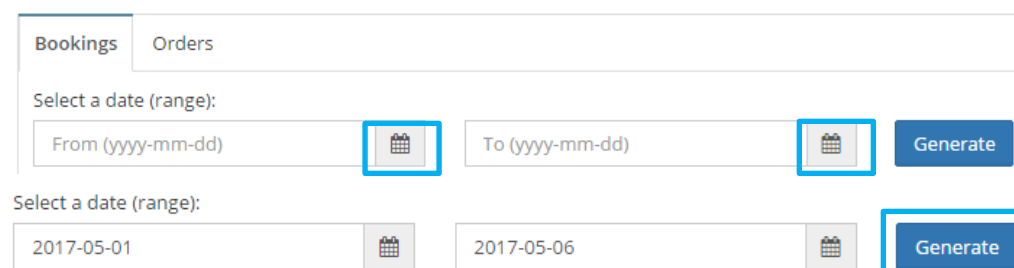 Bookings Orders
Select a date (range):
From (yyyy-mm-dd) To (yyyy-mm-dd) Generate
Select a date (range):
2017-05-01 2017-05-06 Generate